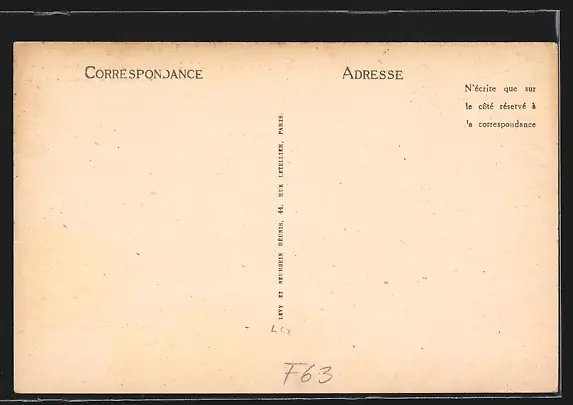 CORRESPONDANCE
ADRESSE
N'écrire que sur
le côté réservé à
la correspondance
LEVY ET NEURDEIN RÉUNIS, 44, RUE LETELLIER, PARIS.
F63